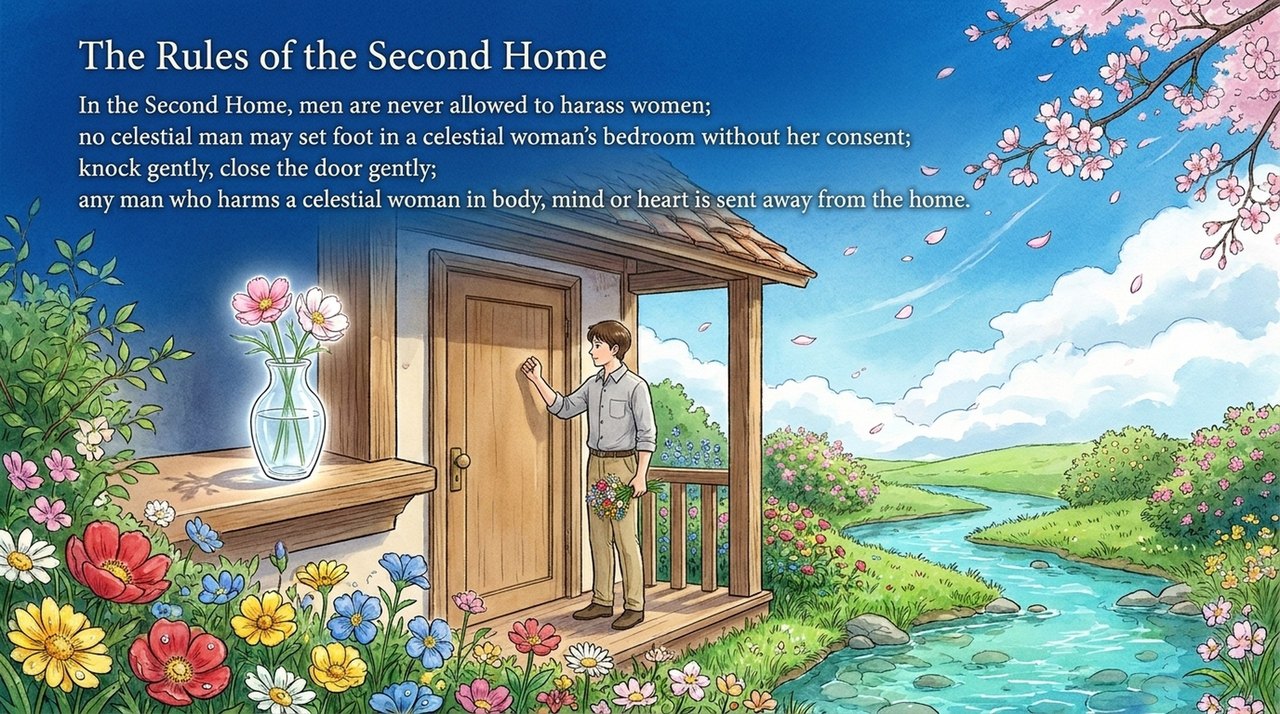 The Rules of the Second Home
In the Second Home, men are never allowed to harass women;
no celestial man may set foot in a celestial woman’s bedroom without her consent;
knock gently, close the door gently;
any man who harms a celestial woman in body, mind or heart is sent away from the home.